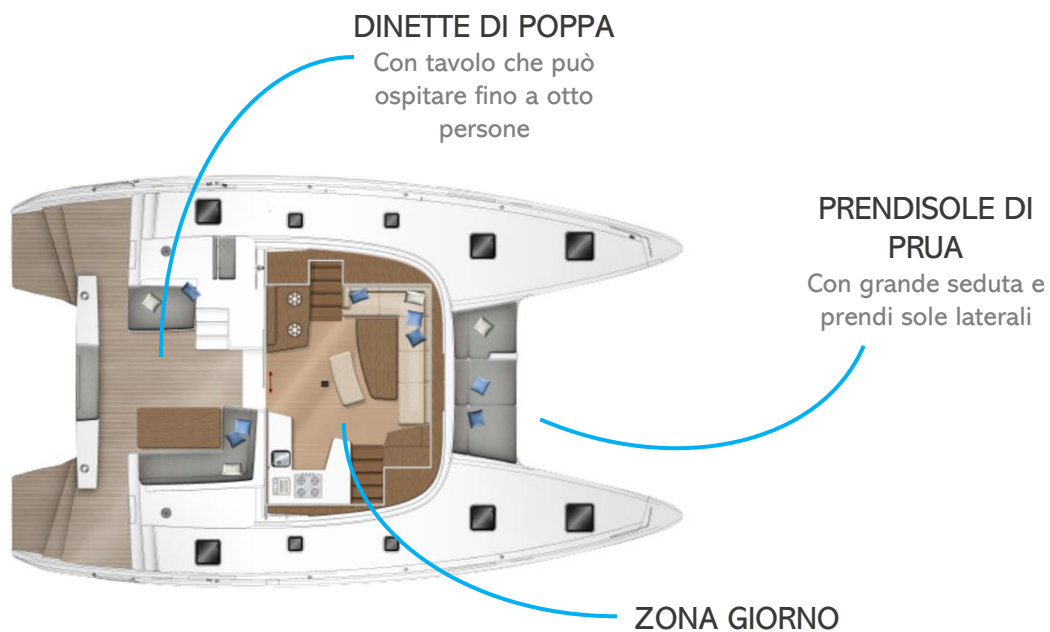 DINETTE DI POPPA
Con tavolo che può
ospitare fino a otto
persone
PRENDISOLE DI
PRUA
Con grande seduta e
prendi sole laterali
ZONA GIORNO